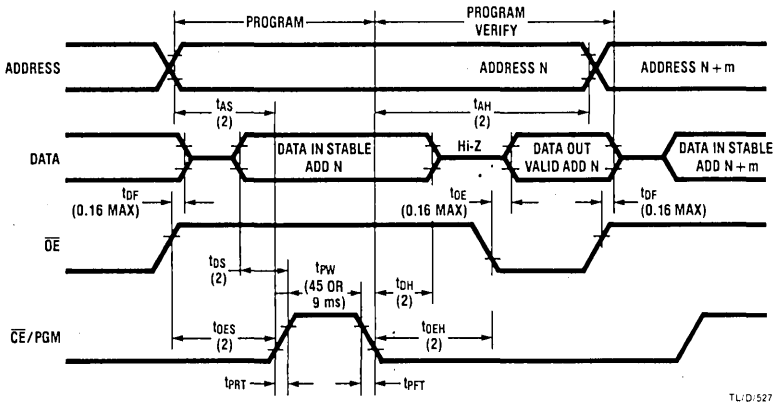 PROGRAM
PROGRAM
VERIFY
ADDRESS
ADDRESS N
ADDRESS N + m
tAS
(2)
tAH
(2)
DATA
DATA IN STABLE
ADD N
Hi-Z
DATA OUT
VALID ADD N
DATA IN STABLE
ADD N+m
tDF
(0.16 MAX)
tOE
(0.16 MAX)
tDF
(0.16 MAX)
OE
tDS
(2)
tPW
(45 OR
9 ms)
tDH
(2)
CE/PGM
tOES
(2)
tOEH
(2)
tPRT
tPFT
TL/D/527